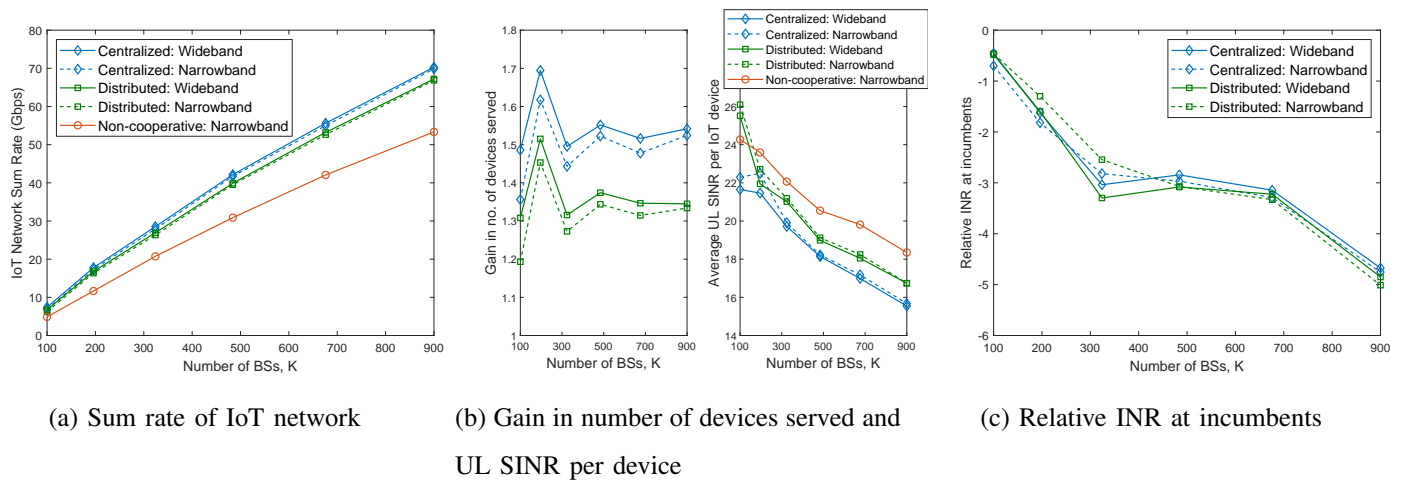 80
70
60
50
40
30
20
10
0
IoT Network Sum Rate (Gbps)
Centralized: Wideband
Centralized: Narrowband
Distributed: Wideband
Distributed: Narrowband
Non-cooperative: Narrowband
100 200 300 400 500 600 700 800 900
Number of BSs, K
1.8
1.7
1.6
1.5
1.4
1.3
1.2
1.1
1
Gain in no. of devices served
100 300 500 700 900
Number of BSs, K
Centralized: Wideband
Centralized: Narrowband
Distributed: Wideband
Distributed: Narrowband
Non-cooperative: Narrowband
26
24
22
20
18
16
14
Average UL SINR per IoT device
100 300 500 700 900
Number of BSs, K
0
-1
-2
-3
-4
-5
-6
Relative INR at incumbents
Centralized: Wideband
Centralized: Narrowband
Distributed: Wideband
Distributed: Narrowband
100 200 300 400 500 600 700 800 900
Number of BSs, K
(a) Sum rate of IoT network
(b) Gain in number of devices served and
UL SINR per device
(c) Relative INR at incumbents